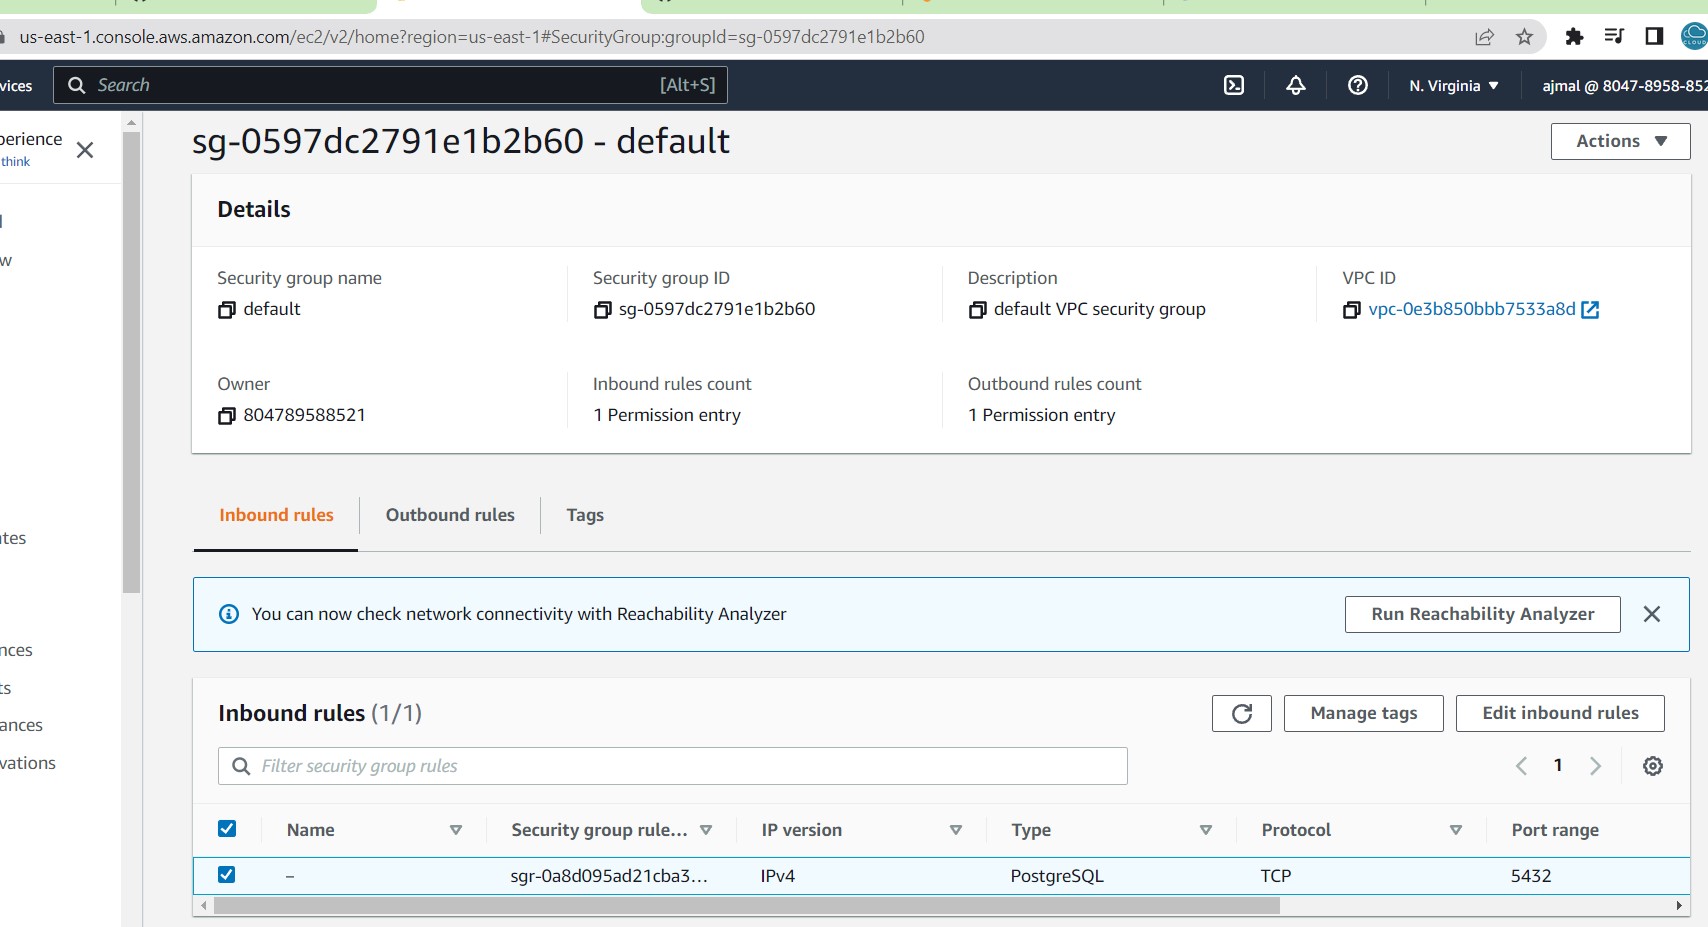 us-east-1.console.aws.amazon.com/ec2/v2/home?region=us-east-1#SecurityGroup:groupId=sg-0597dc2791e1b2b60
vices
Search
[Alt+S]
N. Virginia
ajmal @ 8047-8958-852
perience
think
sg-0597dc2791e1b2b60 - default
Actions
Details
Security group name
default
Security group ID
sg-0597dc2791e1b2b60
Description
default VPC security group
VPC ID
vpc-0e3b850bbb7533a8d
Owner
804789588521
Inbound rules count
1 Permission entry
Outbound rules count
1 Permission entry
Inbound rules
Outbound rules
Tags
w
ates
nces
ts
ances
vations
You can now check network connectivity with Reachability Analyzer
Run Reachability Analyzer
Inbound rules (1/1)
Manage tags
Edit inbound rules
Filter security group rules
1
Name
Security group rule...
IP version
Type
Protocol
Port range
–
sgr-0a8d095ad21cba3...
IPv4
PostgreSQL
TCP
5432